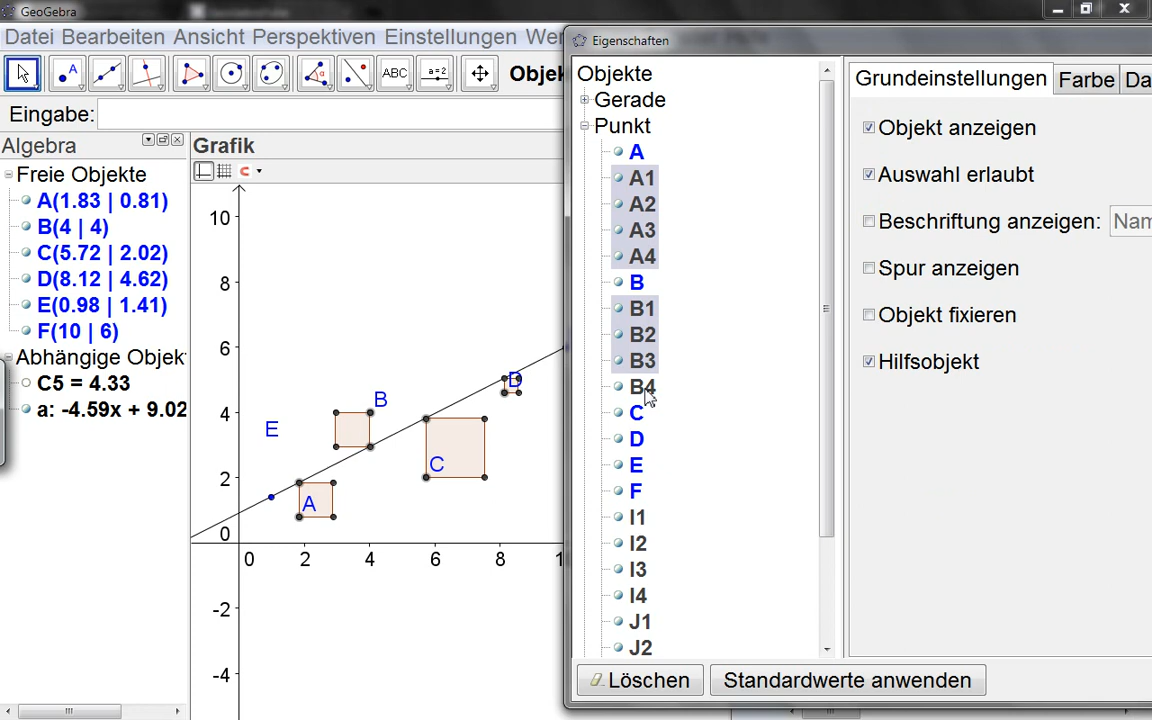 GeoGebra
Datei Bearbeiten Ansicht Perspektiven Einstellungen
Eigenschaften
A
ABC
a=2
Eingabe:
Algebra
Freie Objekte
A(1.83 | 0.81)
B(4 | 4)
C(5.72 | 2.02)
D(8.12 | 4.62)
E(0.98 | 1.41)
F(10 | 6)
C5 = 4.33
a: -4.59x + 9.02
Grafik
10
8
6
4
2
0
-2
-4
0 2 4 6 8
E
B
D
C
A
Objekte
Gerade
Punkt
A
A1
A2
A3
A4
B
B1
B2
B3
B4
C
D
E
F
I1
I2
I3
I4
J1
J2
Grundeinstellungen Farbe
Objekt anzeigen
Auswahl erlaubt
Beschriftung anzeigen:
Spur anzeigen
Objekt fixieren
Hilfsobjekt
Löschen Standardwerte anwenden